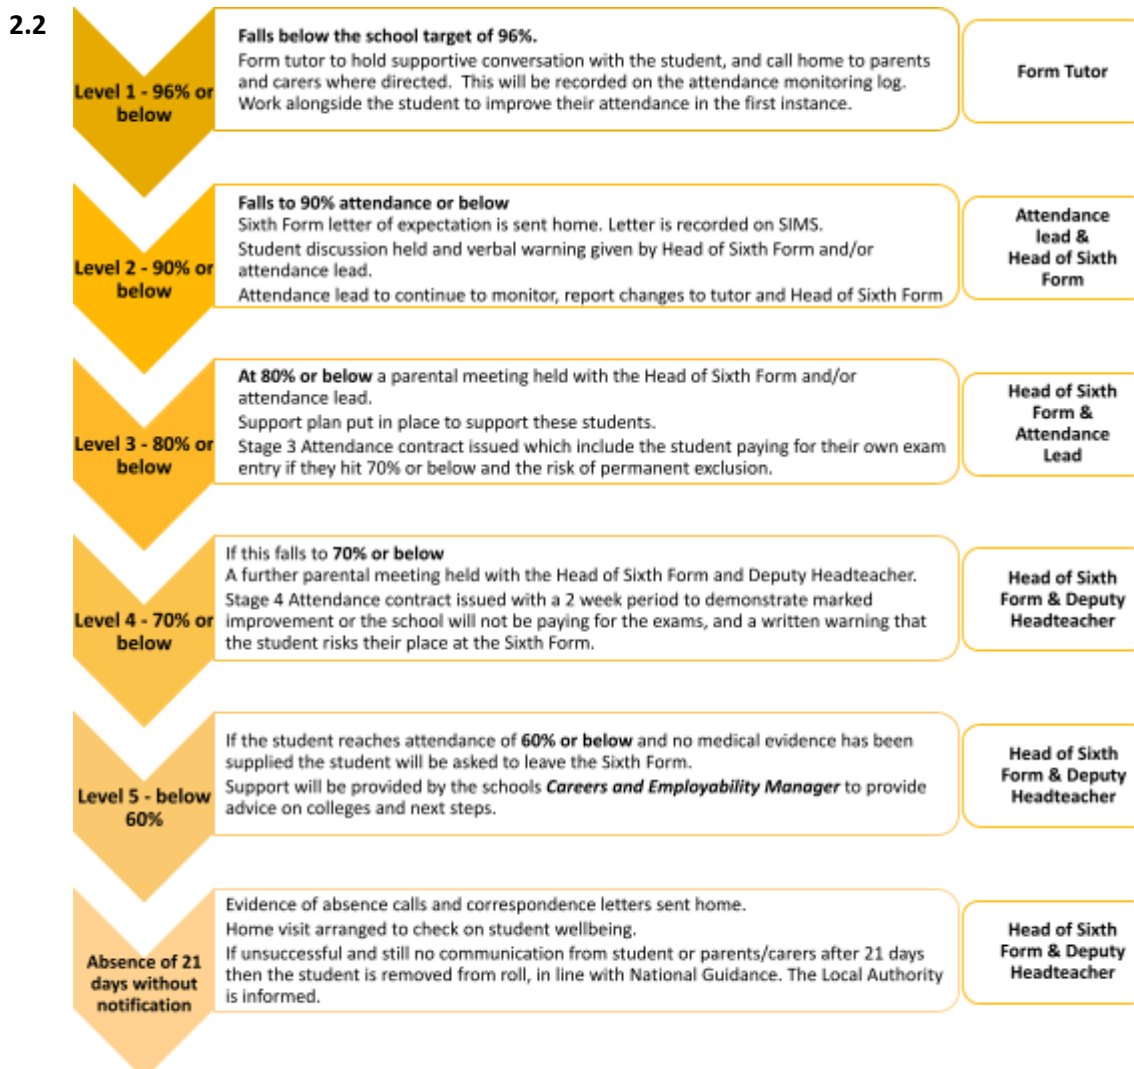 2.2
Level 1 - 96% or
below
Falls below the school target of 96%.
Form tutor to hold supportive conversation with the student, and call home to parents
and carers where directed.  This will be recorded on the attendance monitoring log.
Work alongside the student to improve their attendance in the first instance.
Form Tutor
Level 2 - 90% or
below
Falls to 90% attendance or below
Sixth Form letter of expectation is sent home. Letter is recorded on SIMS.
Student discussion held and verbal warning given by Head of Sixth Form and/or
attendance lead.
Attendance lead to continue to monitor, report changes to tutor and Head of Sixth Form
Attendance
lead &
Head of Sixth
Form
Level 3 - 80% or
below
At 80% or below a parental meeting held with the Head of Sixth Form and/or
attendance lead.
Support plan put in place to support these students.
Stage 3 Attendance contract issued which include the student paying for their own exam
entry if they hit 70% or below and the risk of permanent exclusion.
Head of Sixth
Form &
Attendance
Lead
Level 4 - 70% or
below
If this falls to 70% or below
A further parental meeting held with the Head of Sixth Form and Deputy Headteacher.
Stage 4 Attendance contract issued with a 2 week period to demonstrate marked
improvement or the school will not be paying for the exams, and a written warning that
the student risks their place at the Sixth Form.
Head of Sixth
Form & Deputy
Headteacher
Level 5 - below
60%
If the student reaches attendance of 60% or below and no medical evidence has been
supplied the student will be asked to leave the Sixth Form.
Support will be provided by the schools Careers and Employability Manager to provide
advice on colleges and next steps.
Head of Sixth
Form & Deputy
Headteacher
Absence of 21
days without
notification
Evidence of absence calls and correspondence letters sent home.
Home visit arranged to check on student wellbeing.
If unsuccessful and still no communication from student or parents/carers after 21 days
then the student is removed from roll, in line with National Guidance. The Local Authority
is informed.
Head of Sixth
Form & Deputy
Headteacher